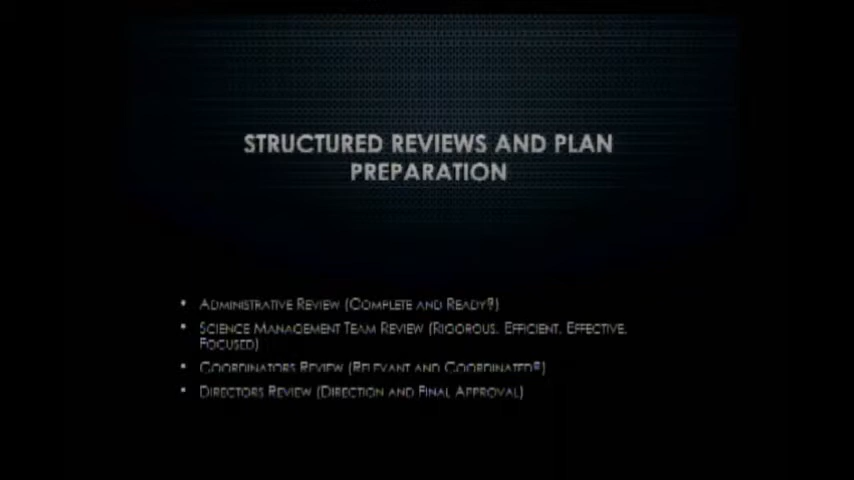 STRUCTURED REVIEWS AND PLAN
PREPARATION
• ADMINISTRATIVE REVIEW (COMPLETE AND READY?)
• SCIENCE MANAGEMENT TEAM REVIEW (RIGOROUS, EFFICIENT, EFFECTIVE,
FOCUSED)
• COORDINATORS REVIEW (RELEVANT AND COORDINATED?)
• DIRECTORS REVIEW (DIRECTION AND FINAL APPROVAL)